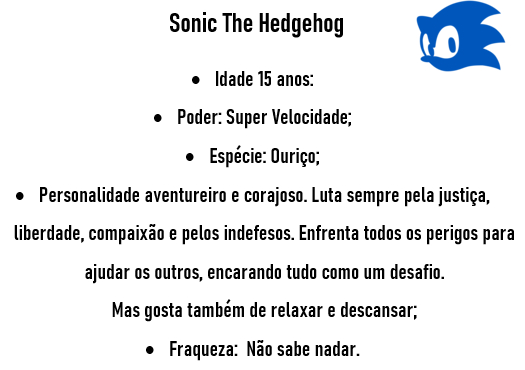 Sonic The Hedgehog
• Idade 15 anos:
• Poder: Super Velocidade;
• Espécie: Ouriço;
• Personalidade aventureiro e corajoso. Luta sempre pela justiça,
liberdade, compaixão e pelos indefesos. Enfrenta todos os perigos para
ajudar os outros, encarando tudo como um desafio.
Mas gosta também de relaxar e descansar;
• Fraqueza: Não sabe nadar.